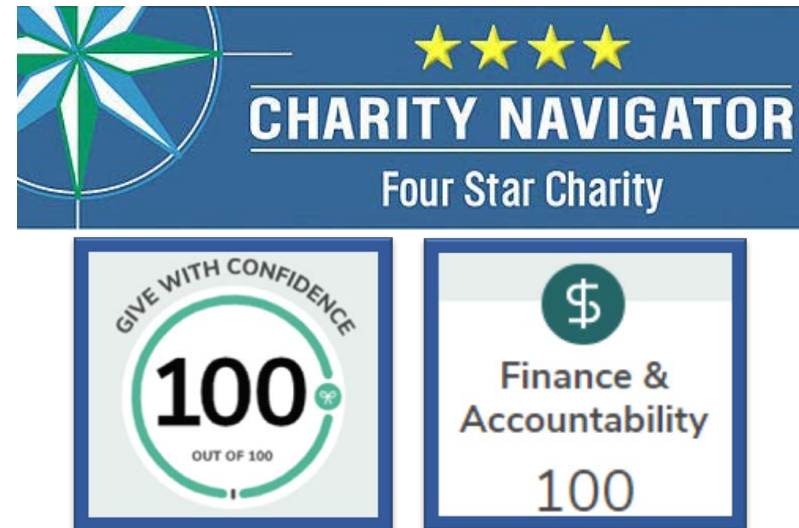 CHARITY NAVIGATOR
Four Star Charity
GIVE WITH CONFIDENCE
100
OUT OF 100
$
Finance &
Accountability
100